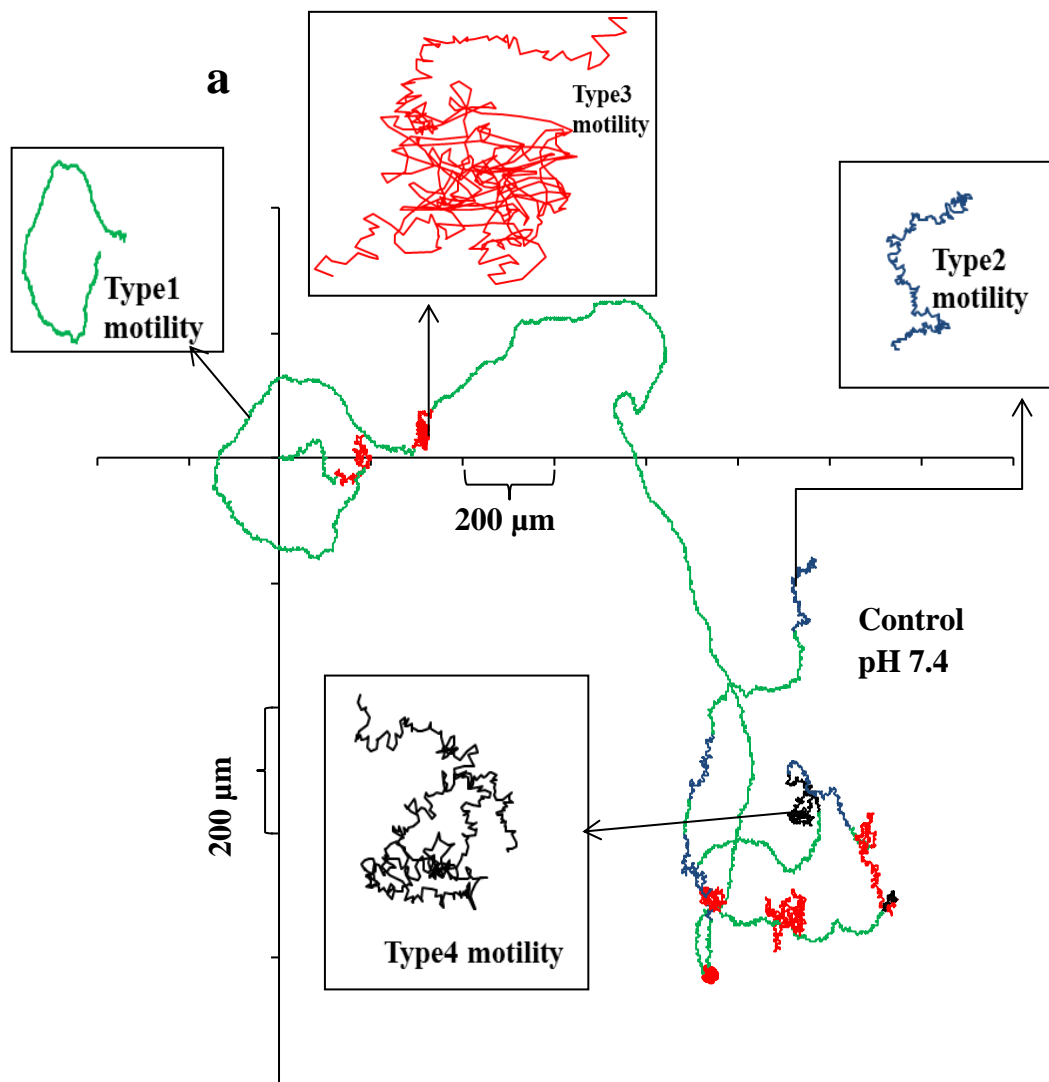 a
Type3
motility
Type1
motility
Type2
motility
200 µm
Control
pH 7.4
200 µm
Type4 motility